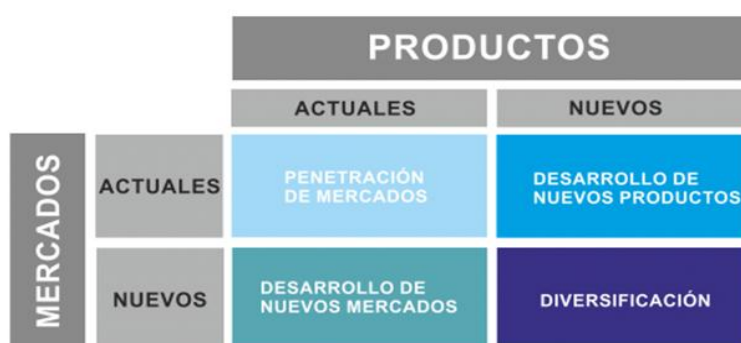 PRODUCTOS
ACTUALES
NUEVOS
MERCADOS
ACTUALES
PENETRACIÓN
DE MERCADOS
DESARROLLO DE
NUEVOS PRODUCTOS
NUEVOS
DESARROLLO DE
NUEVOS MERCADOS
DIVERSIFICACIÓN